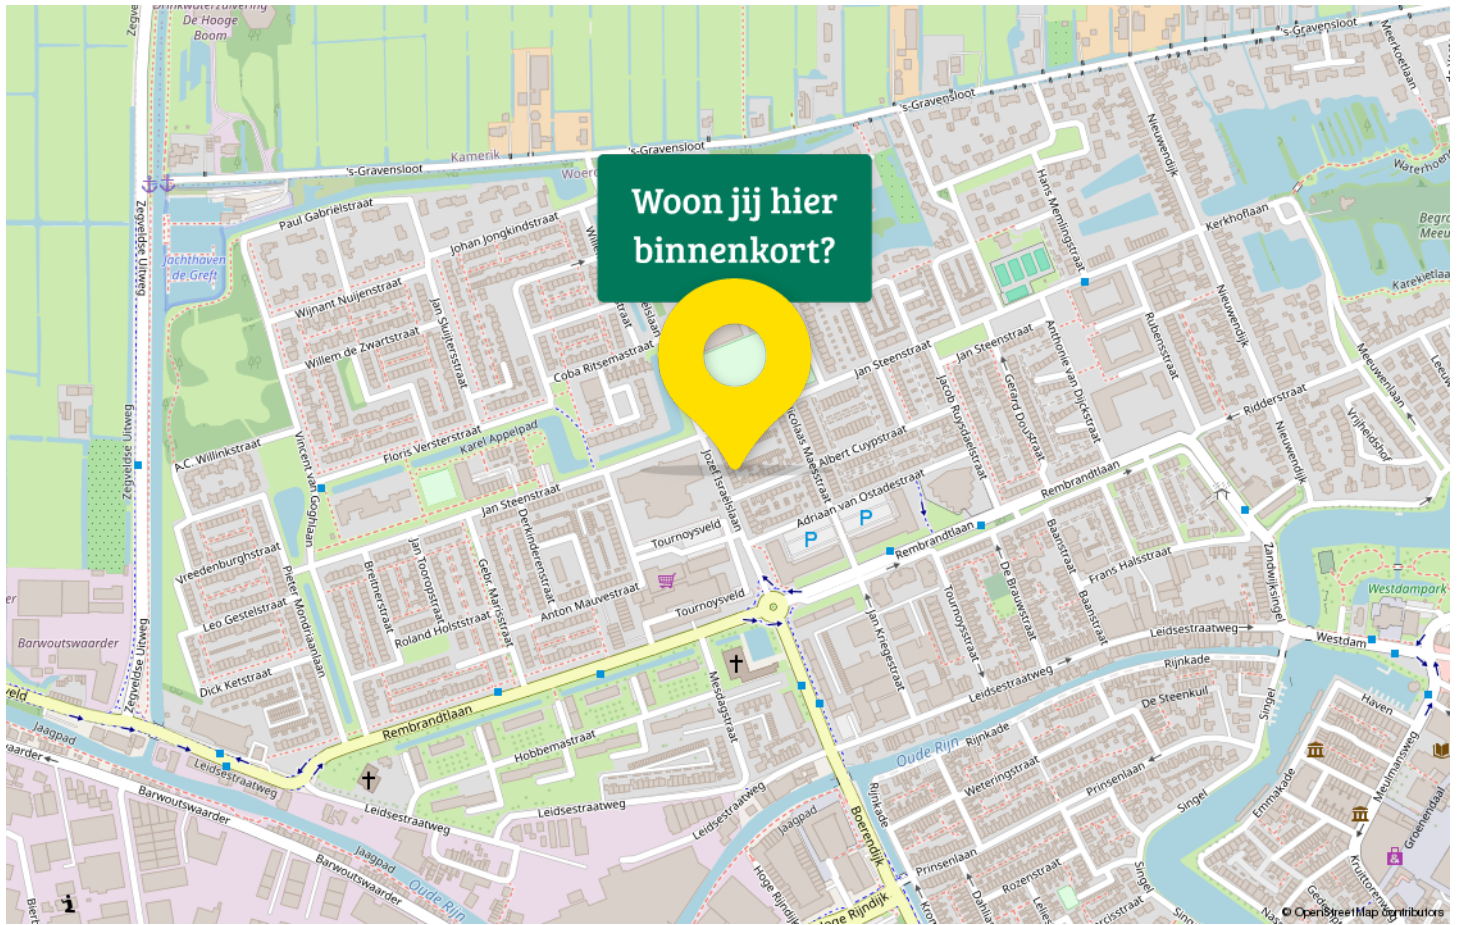 Drinkwaterzuivering
De Hooge
Boom
's-Gravensloot
Meerkoetlaan
's-Gravensloot
's-Gravensloot
Kamerik
's-Gravensloot
Nieuwendijk
Waterhoen
Woon jij hier
binnenkort?
Paul Gabriëlstraat
Johan Jongkindstraat
Hans Memlingstraat
Kerkhoflaan
Zegveldse Uitweg
Jachthaven
de Greft
Karekietlaa
Wijnant Nuijenstraat
Jan Sluijtersstraat
Willem de Zwartstraat
Coba Ritsemastraat
Jan Steenstraat
Jan Steenstraat
Anthonie van Dijckstraat
Rubensstraat
Nieuwendijk
Meeuwenlaan
Gerard Doustraat
Jacob Ruysdaelstraat
Ridderstraat
Vrijheidshof
Nieuwendijk
A.C. Willinkstraat
Vincent van Goghlaan
Floris Versterstraat
Karel Appelpad
Zegveldse Uitweg
Jozef Israëlslaan
Nicolaas Maesstraat
Albert Cuypstraat
Jan Steenstraat
Adriaan van Ostadestraat
Rembrandtlaan
Derkinderenstraat
Tournoysveld
P
P
Rembrandtlaan
Baanstraat
Frans Halsstraat
Zandwijksingel
Vreedenburghstraat
Jan Tooropstraat
Breitnerstraat
Gebr. Marisstraat
Pieter Mondriaanlaan
Leo Gestelstraat
Anton Mauvestraat
Tournoysveld
Roland Holststraat
De Brauwstraat
Tournoysstraat
Jan Kriegestraat
Baanstraat
Leidsestraatweg
Westdampark
Westdam
Barwoutswaarder
Zegveldse Uitweg
Dick Ketstraat
Leidsestraatweg
Rijnkade
De Steenkuil
Singel
Haven
Mesdagstraat
Rembrandtlaan
Hobbemastraat
Oude Rijn
Rijnkade
Jaagpad
Leidsestraatweg
Barwoutswaarder
Leidsestraatweg
Leidsestraatweg
Leidsestraatweg
Jaagpad
Weteringstraat
Prinsenlaan
Singel
Emmakade
Meulmansweg
Groenendaal
Rijnkade
Boerendijk
Jaagpad
Barwoutswaarder
Oude Rijn
Prinsenlaan
Rozenstraat
Singel
Hoge Rijndijk
Hoge Rijndijk
© OpenStreetMap contributors